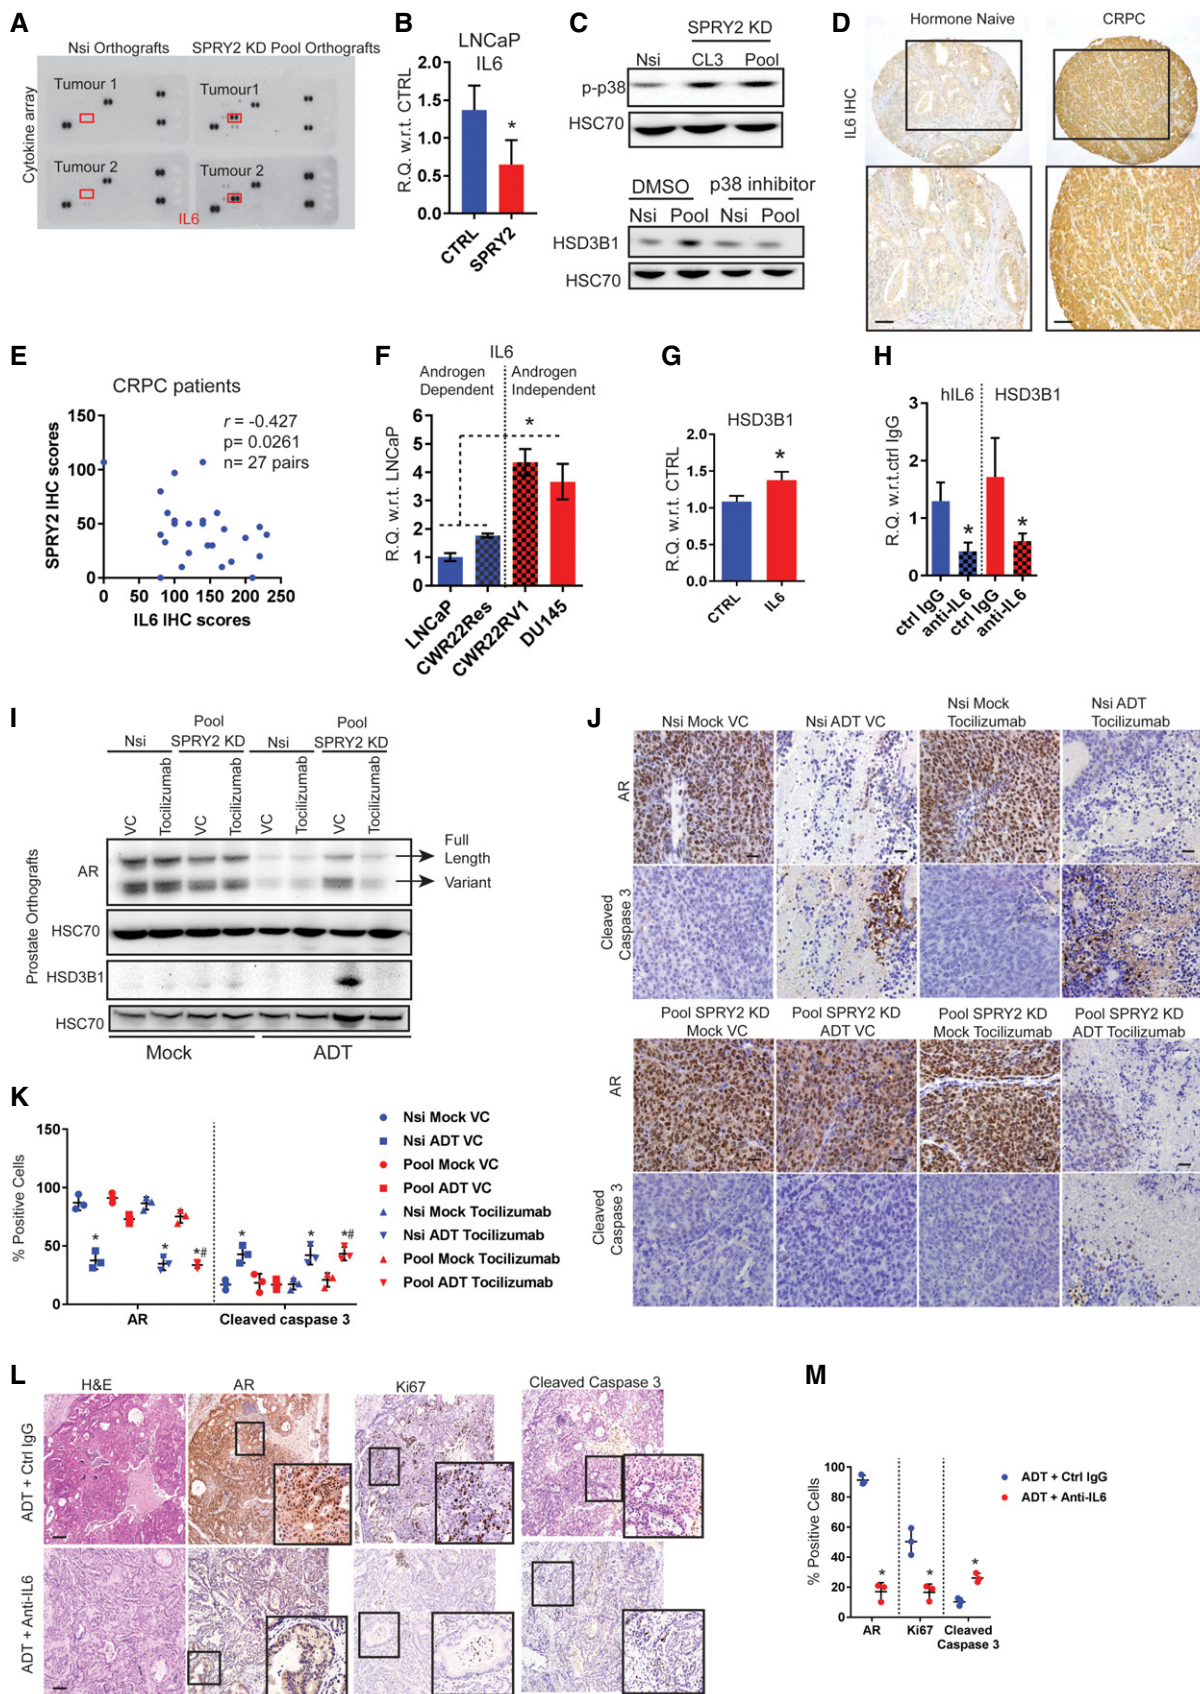 A
Nsi Orthografts
SPRY2 KD Pool Orthografts
Cytokine array
Tumour 1
Tumour1
Tumour 2
Tumour 2
IL6
B
LNCaP
IL6
R.Q. w.r.t. CTRL
2.0
1.5
1.0
0.5
0.0
*
CTRL
SPRY2
C
SPRY2 KD
Nsi
CL3
Pool
p-p38
HSC70
DMSO
p38 inhibitor
Nsi
Pool
Nsi
Pool
HSD3B1
HSC70
D
Hormone Naive
CRPC
IL6 IHC
E
CRPC patients
r = -0.427
p= 0.0261
n= 27 pairs
SPRY2 IHC scores
150
100
50
0
0 50 100 150 200 250
IL6 IHC scores
F
IL6
Androgen
Dependent
Androgen
Independent
R.Q. w.r.t. LNCaP
6
5
4
3
2
1
0
*
LNCaP
CWR22Res
CWR22RV1
DU145
G
HSD3B1
R.Q. w.r.t. CTRL
2.0
1.5
1.0
0.5
0.0
*
CTRL
IL6
H
hIL6
HSD3B1
R.Q. w.r.t.ctrl IgG
3
2
1
0
*
*
ctrl IgG
anti-IL6
ctrl IgG
anti-IL6
I
Pool
Pool
Nsi
SPRY2 KD
Nsi
SPRY2 KD
VC
Tocilizumab
VC
Tocilizumab
VC
Tocilizumab
VC
Tocilizumab
Prostate Orthografts
AR
Full
Length
Variant
HSC70
HSD3B1
HSC70
Mock
ADT
J
Nsi Mock VC
Nsi ADT VC
Nsi Mock
Tocilizumab
Nsi ADT
Tocilizumab
AR
Cleaved
Caspase 3
Pool SPRY2 KD
Mock VC
Pool SPRY2 KD
ADT VC
Pool SPRY2 KD
Mock Tocilizumab
Pool SPRY2 KD
ADT Tocilizumab
AR
Cleaved
Caspase 3
K
% Positive Cells
150
100
50
0
*
*
*#
*
*
*#
AR
Cleaved caspase 3
Nsi Mock VC
Nsi ADT VC
Pool Mock VC
Pool ADT VC
Nsi Mock Tocilizumab
Nsi ADT Tocilizumab
Pool Mock Tocilizumab
Pool ADT Tocilizumab
L
H&E
AR
Ki67
Cleaved Caspase 3
ADT + Ctrl IgG
ADT + Anti-IL6
M
% Positive Cells
100
80
60
40
20
0
*
*
*
AR
Ki67
Cleaved
Caspase 3
ADT + Ctrl IgG
ADT + Anti-IL6